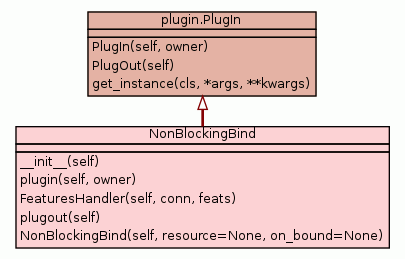 plugin.PlugIn
PlugIn(self, owner)
PlugOut(self)
get_instance(cls, *args, **kwargs)
NonBlockingBind
__init__(self)
plugin(self, owner)
FeaturesHandler(self, conn, feats)
plugout(self)
NonBlockingBind(self, resource=None, on_bound=None)